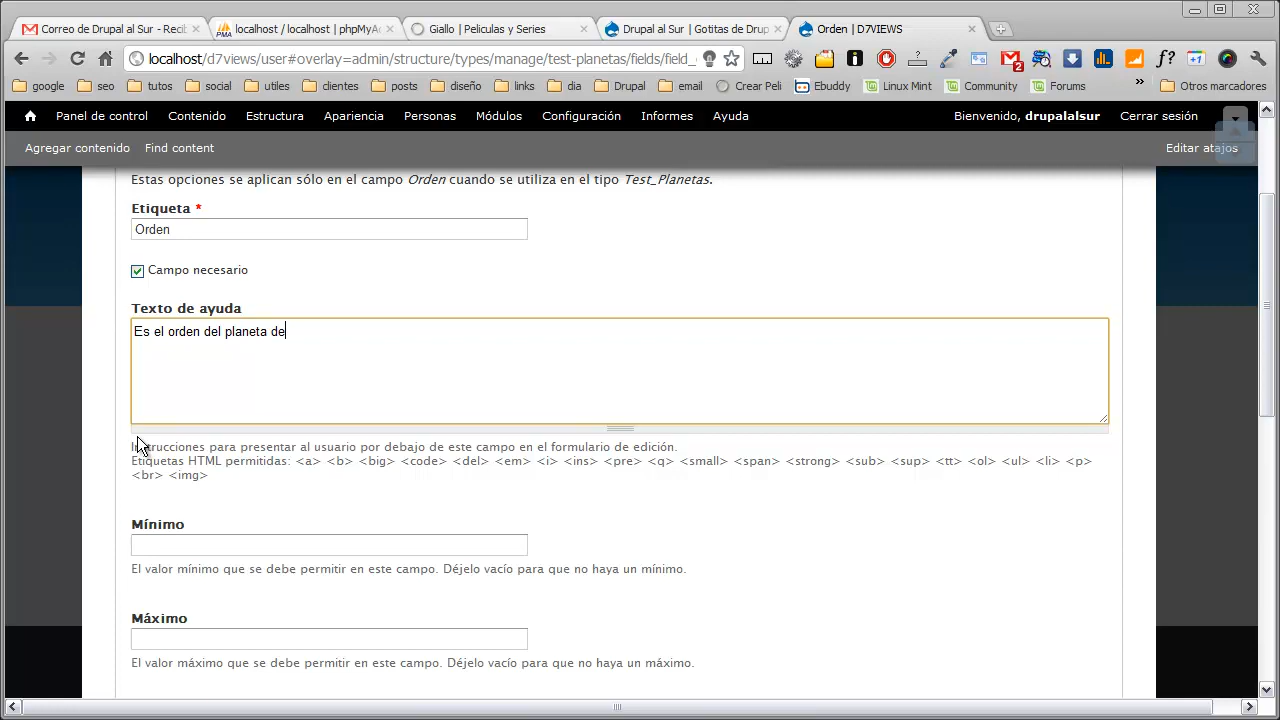 Correo de Drupal al Sur - Reci
localhost / localhost | phpMyA
Giallo | Peliculas y Series
Drupal al Sur | Gotitas de Drup
Orden | D7VIEWS
localhost/d7views/user#overlay=admin/structure/types/manage/test-planetas/fields/field_
2
f?
+1
google
no
tutos
social
utiles
Clientes
posts
diseño
links
dia
Drupal
email
Crear Peli
Ebuddy
Linux Mint
Community
Forums
»
Otros marcadores
Panel de control
Contenido
Estructura
Apariencia
Personas
Módulos
Configuración
Informes
Ayuda
Bienvenido, drupalalsur
Cerrar sesión
Agregar contenido
Find content
Editar atajos
Estas opciones se aplican sólo en el campo Orden cuando se utiliza en el tipo Test_Planetas.
Etiqueta *
Orden
Campo necesario
Texto de ayuda
Es el orden del planeta de
Instrucciones para presentar al usuario por debajo de este campo en el formulario de edición.
Etiquetas HTML permitidas: <a> <b> <big> <code> <del> <em> <i> <ins> <pre> <q> <small> <span> <strong> <sub> <sup> <tt> <ol> <ul> <li> <p>
<br> <img>
Mínimo
El valor mínimo que se debe permitir en este campo. Déjelo vacío para que no haya un mínimo.
Máximo
El valor máximo que se debe permitir en este campo. Déjelo vacío para que no haya un máximo.